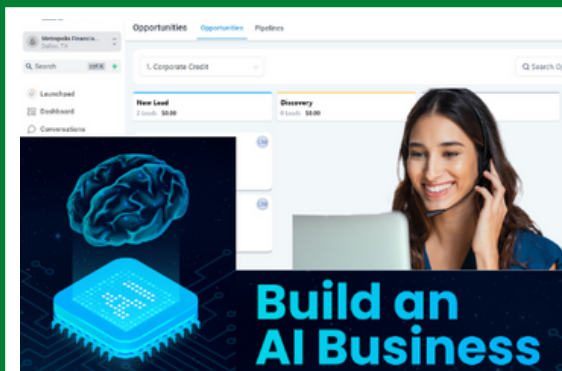 Opportunities Opportunities Pipelines
Metropolis Financia...
Dallas, TX
Search
1. Corporate Credit
Search Op
Launchpad
Dashboard
Conversations
New Lead
2 Leads $0.00
Discovery
0 Leads $0.00
Build an
AI Business